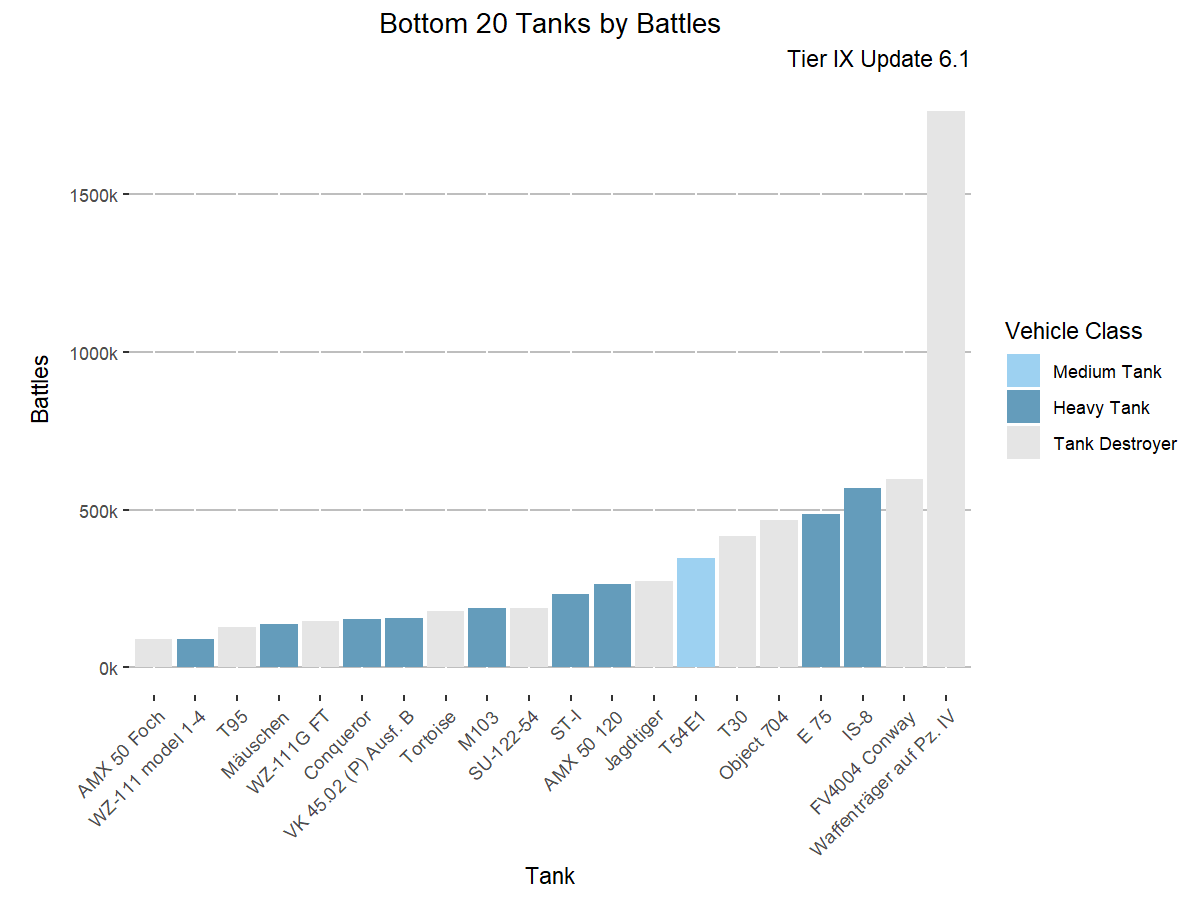 Bottom 20 Tanks by Battles
Tier IX Update 6.1
Battles
1500k
1000k
500k
0k
AMX 50 Foch
WZ-111 model 1-4
T95
Mäuschen
WZ-111G FT
Conqueror
VK 45.02 (P) Ausf. B
Tortoise
M103
SU-122-54
ST-I
AMX 50 120
Jagdtiger
T54E1
T30
Object 704
E 75
IS-8
FV4004 Conway
Waffenträger auf Pz. IV
Tank
Vehicle Class
Medium Tank
Heavy Tank
Tank Destroyer